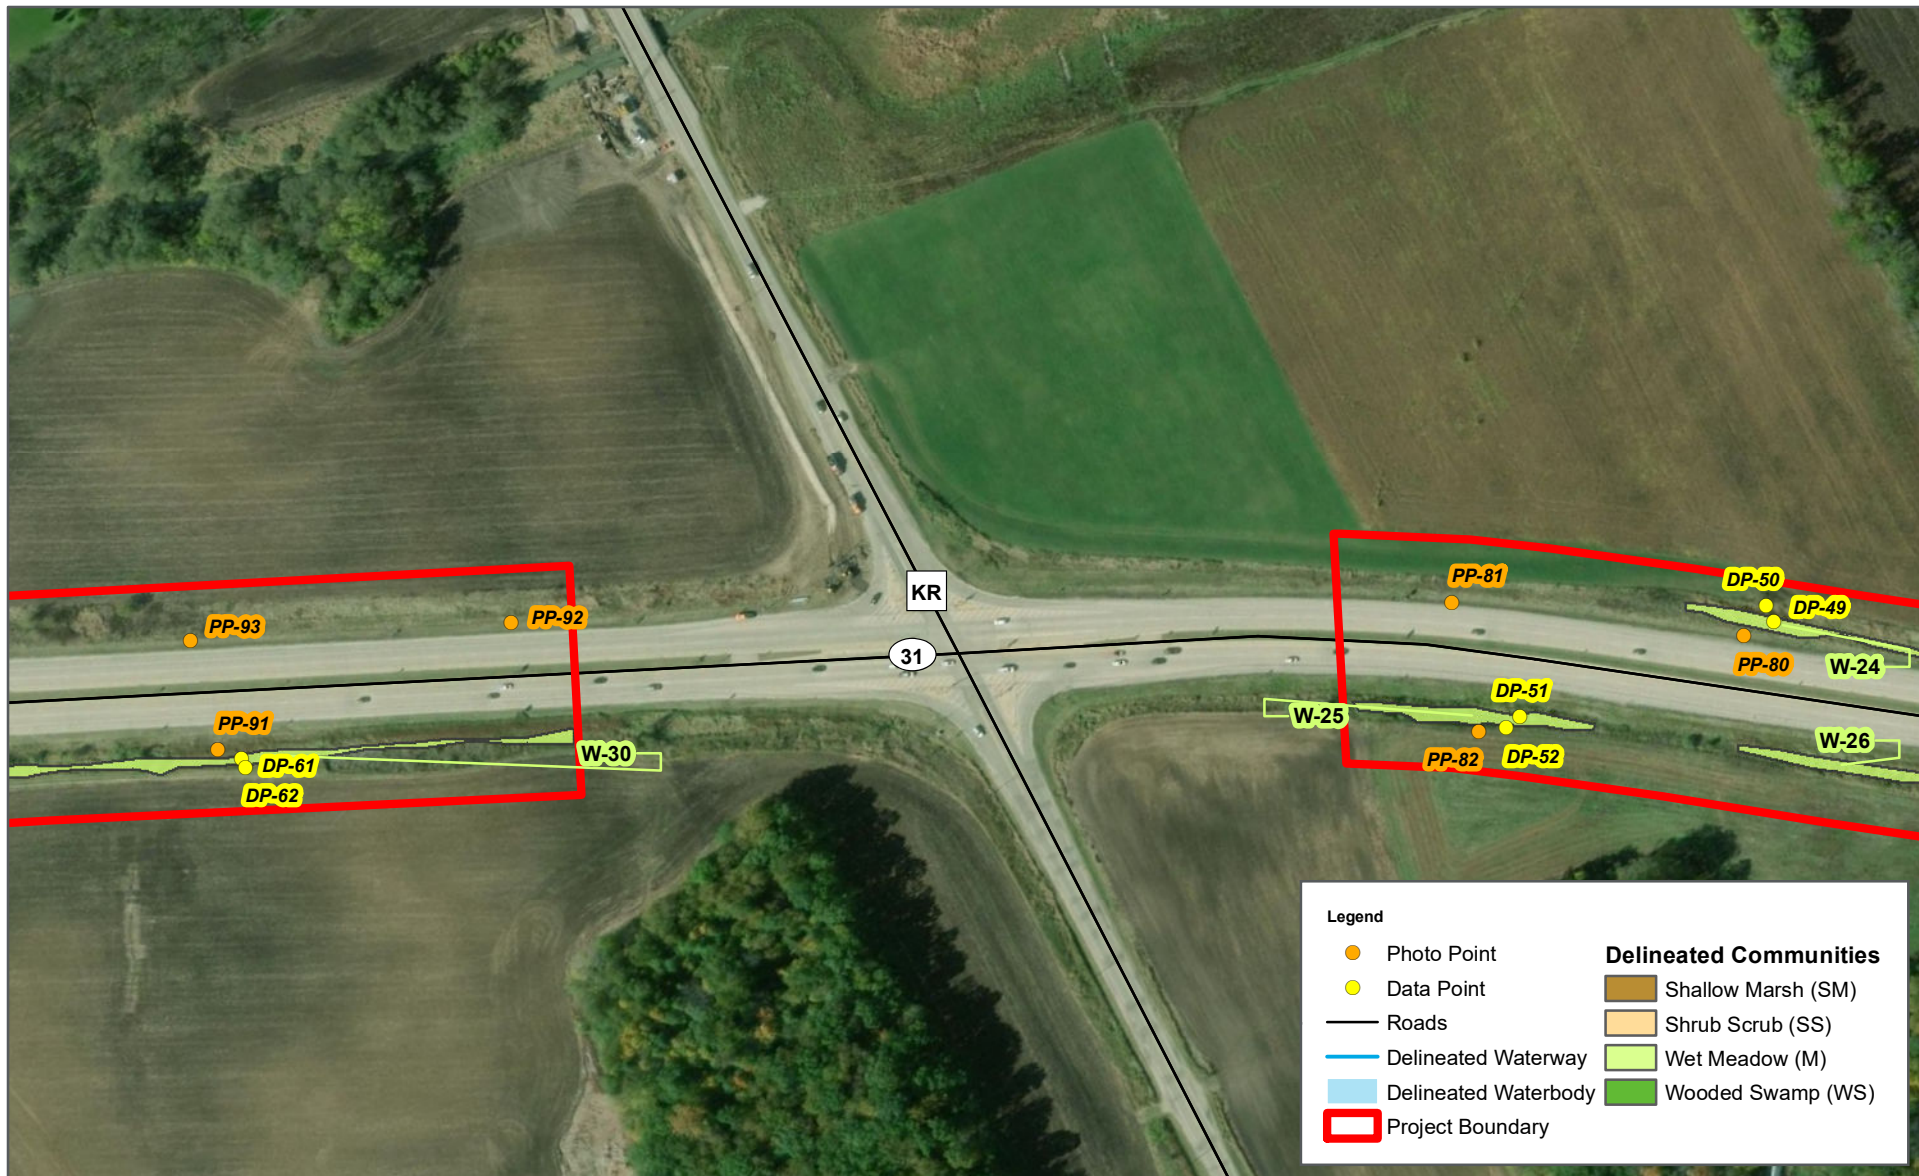 KR
31
PP-93
PP-92
PP-91
DP-61
DP-62
W-30
PP-81
DP-50
DP-49
PP-80
W-24
DP-51
W-25
DP-52
PP-82
W-26
Legend
Photo Point
Data Point
Roads
Delineated Waterway
Delineated Waterbody
Project Boundary
Delineated Communities
Shallow Marsh (SM)
Shrub Scrub (SS)
Wet Meadow (M)
Wooded Swamp (WS)